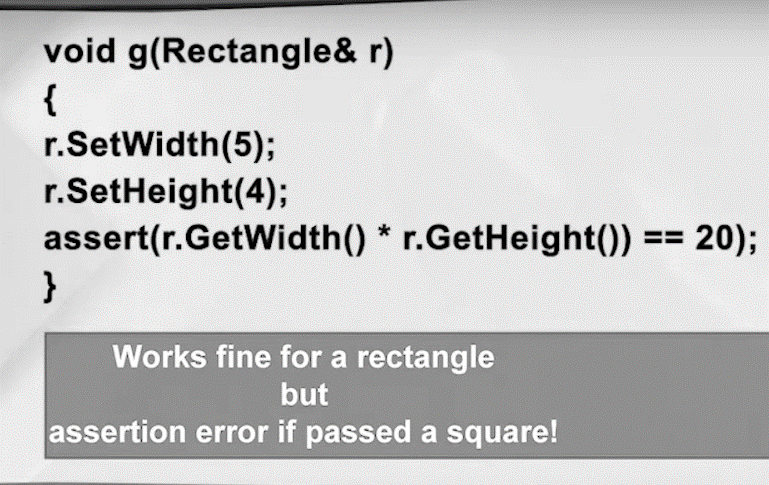 void g(Rectangle& r)
{
r.SetWidth(5);
r.SetHeight(4);
assert(r.GetWidth() * r.GetHeight()) == 20);
}
Works fine for a rectangle
but
assertion error if passed a square!